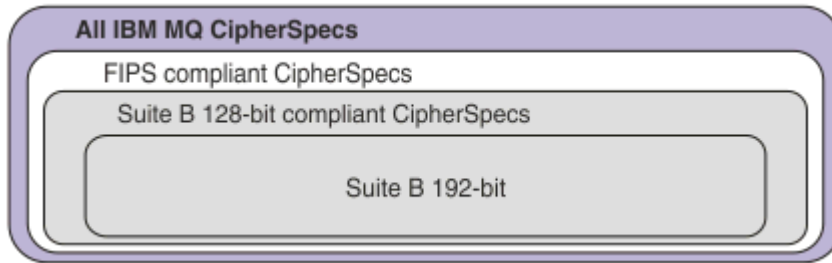 All IBM MQ CipherSpecs
FIPS compliant CipherSpecs
Suite B 128-bit compliant CipherSpecs
Suite B 192-bit